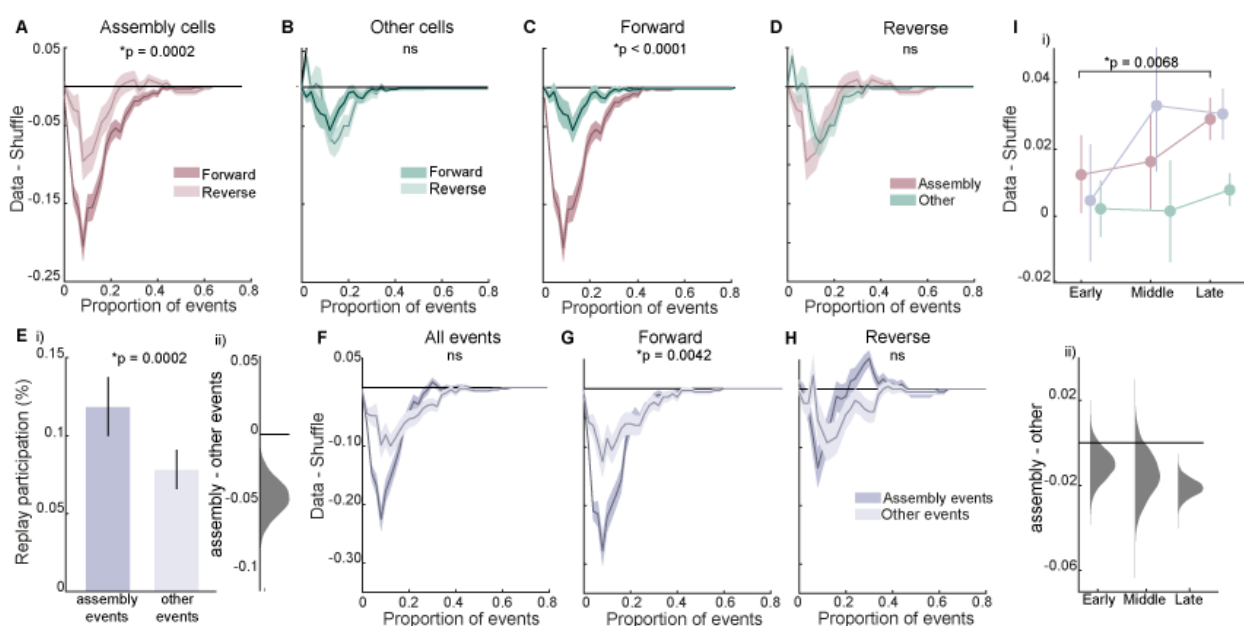 A Assembly cells
*p = 0.0002
Data - Shuffle
0.05
0
-0.05
-0.15
-0.25
Forward
Reverse
0 0.2 0.4 0.6 0.8
Proportion of events
B Other cells
ns
Forward
Reverse
0 0.2 0.4 0.6 0.8
Proportion of events
C Forward
*p < 0.0001
0 0.2 0.4 0.6 0.8
Proportion of events
D Reverse
ns
Assembly
Other
0 0.2 0.4 0.6 0.8
Proportion of events
I i)
*p = 0.0068
Data - Shuffle
0.04
0.02
0
-0.02
Early Middle Late
E i)
*p = 0.0002
Replay participation (%)
0.15
0.1
0.05
0
assembly events
other events
ii)
assembly - other events
0.05
0
-0.05
-0.1
F All events
ns
Data - Shuffle
0.05
0
-0.10
-0.20
-0.30
0 0.2 0.4 0.6 0.8
Proportion of events
G Forward
*p = 0.0042
0 0.2 0.4 0.6 0.8
Proportion of events
H Reverse
ns
Assembly events
Other events
0 0.2 0.4 0.6 0.8
Proportion of events
ii)
assembly - other
0.02
-0.02
-0.06
Early Middle Late